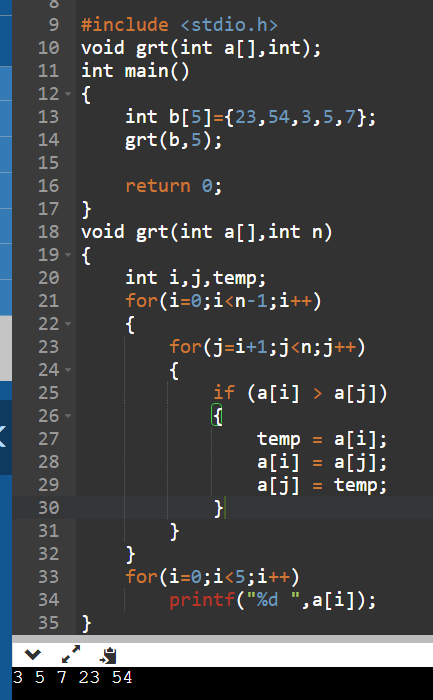 8
9 #include <stdio.h>
10 void grt(int a[],int);
11 int main()
12 {
13     int b[5]={23,54,3,5,7};
14     grt(b,5);
15
16     return 0;
17 }
18 void grt(int a[],int n)
19 {
20     int i,j,temp;
21     for(i=0;i<n-1;i++)
22     {
23         for(j=i+1;j<n;j++)
24         {
25             if (a[i] > a[j])
26             {
27                 temp = a[i];
28                 a[i] = a[j];
29                 a[j] = temp;
30             }
31         }
32     }
33     for(i=0;i<5;i++)
34         printf("%d ",a[i]);
35 }
3 5 7 23 54